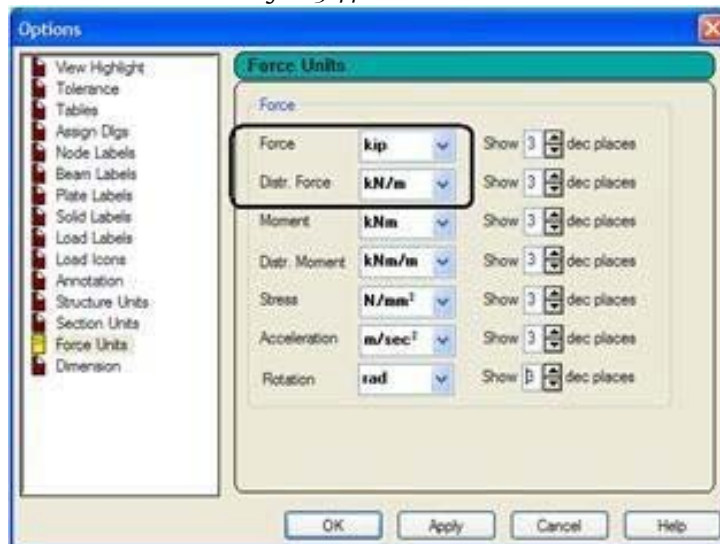 Options
View Highlight
Tolerance
Tables
Assign Dlgs
Node Labels
Beam Labels
Plate Labels
Solid Labels
Load Labels
Load Icons
Annotation
Structure Units
Section Units
Force Units
Dimension
Force Units
Force
Force kip Show 3 dec places
Distr. Force kN/m Show 3 dec places
Moment kNm Show 3 dec places
Distr. Moment kNm/m Show 3 dec places
Stress N/mm² Show 3 dec places
Acceleration m/sec² Show 3 dec places
Rotation rad Show 3 dec places
OK Apply Cancel Help